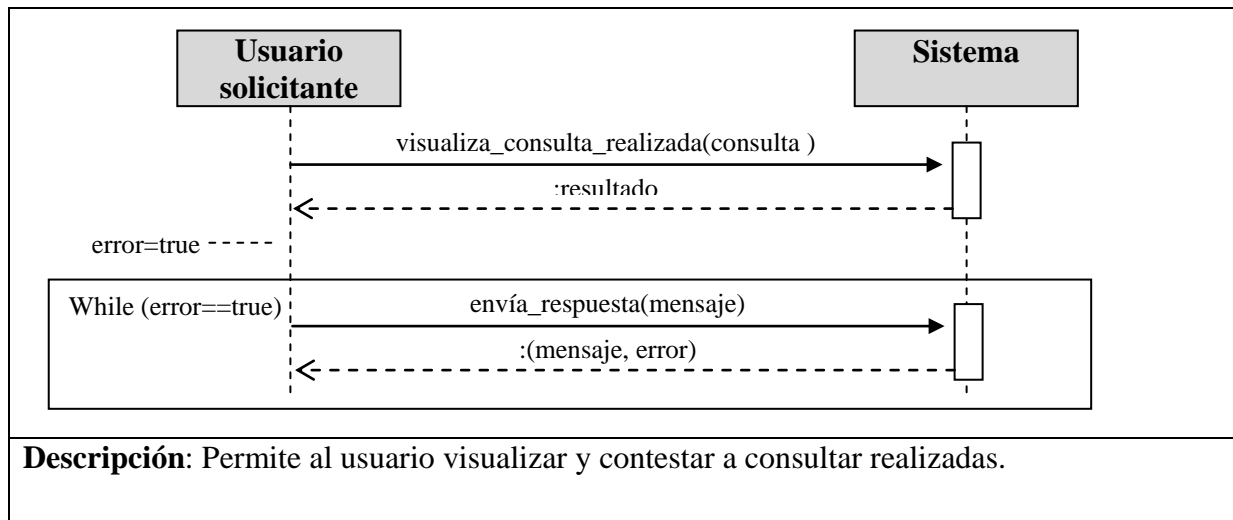 Usuario
solicitante
Sistema
visualiza_consulta_realizada(consulta )
:resultado
error=true
While (error==true)
envía_respuesta(mensaje)
:(mensaje, error)
Descripción: Permite al usuario visualizar y contestar a consultar realizadas.